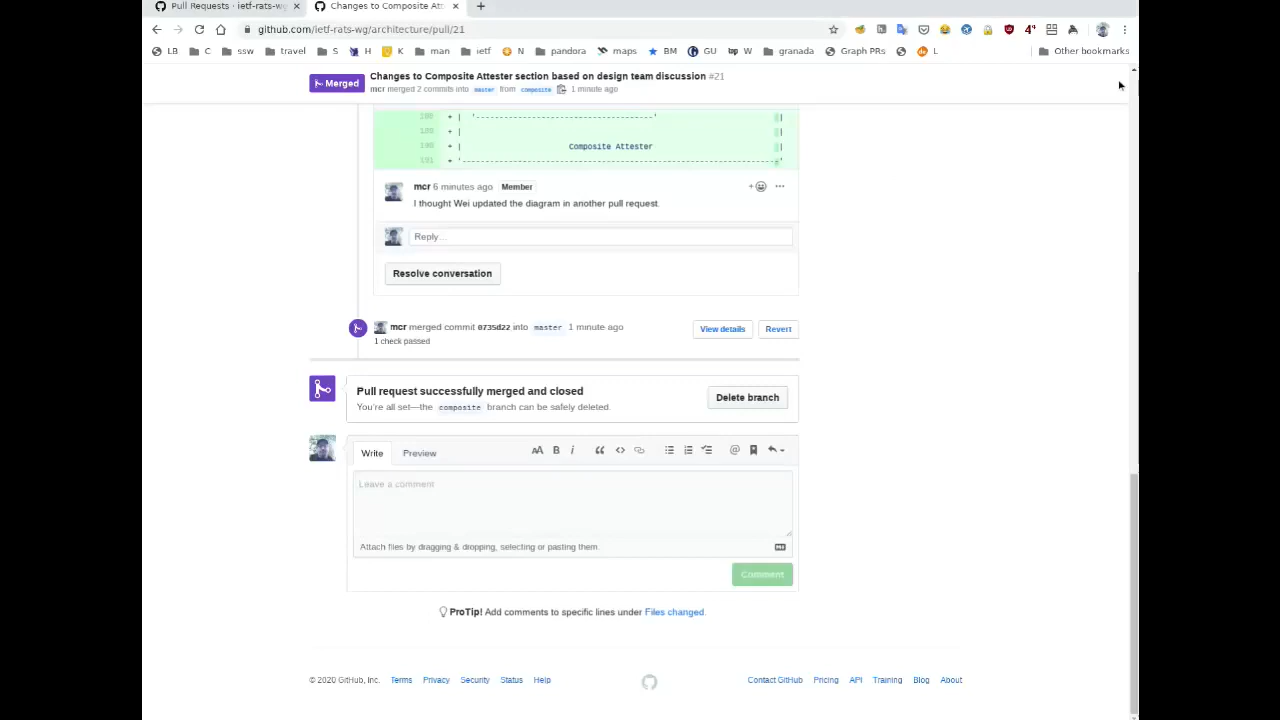 Pull Requests · ietf-rats-wg
Changes to Composite Att
github.com/ietf-rats-wg/architecture/pull/21
LB
C
ssw
travel
S
H
K
man
ietf
N
pandora
maps
BM
GU
W
granada
Graph PRs
L
Other bookmarks
Merged
Changes to Composite Attester section based on design team discussion #21
mcr merged 2 commits into master from composite 1 minute ago
+ | '-----------------------------------' | |
189 + | | |
190 + | Composite Attester | |
191 + '----------------------------------------------------------------'
mcr 6 minutes ago Member
I thought Wei updated the diagram in another pull request.
Reply...
Resolve conversation
mcr merged commit 0735d22 into master 1 minute ago
View details
Revert
1 check passed
Pull request successfully merged and closed
You're all set—the composite branch can be safely deleted.
Delete branch
Write
Preview
Leave a comment
Attach files by dragging & dropping, selecting or pasting them.
Comment
ProTip! Add comments to specific lines under Files changed.
© 2020 GitHub, Inc.
Terms
Privacy
Security
Status
Help
Contact GitHub
Pricing
API
Training
Blog
About